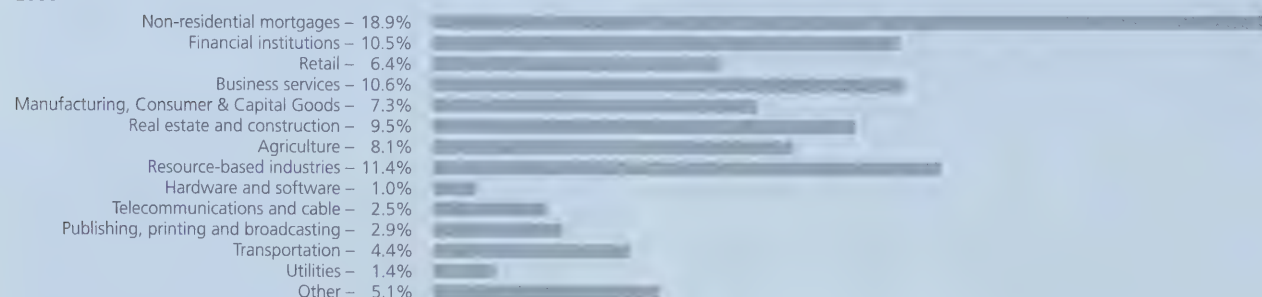 Non-residential mortgages – 18.9%
Financial institutions – 10.5%
Retail – 6.4%
Business services – 10.6%
Manufacturing, Consumer & Capital Goods – 7.3%
Real estate and construction – 9.5%
Agriculture – 8.1%
Resource-based industries – 11.4%
Hardware and software – 1.0%
Telecommunications and cable – 2.5%
Publishing, printing and broadcasting – 2.9%
Transportation – 4.4%
Utilities – 1.4%
Other – 5.1%